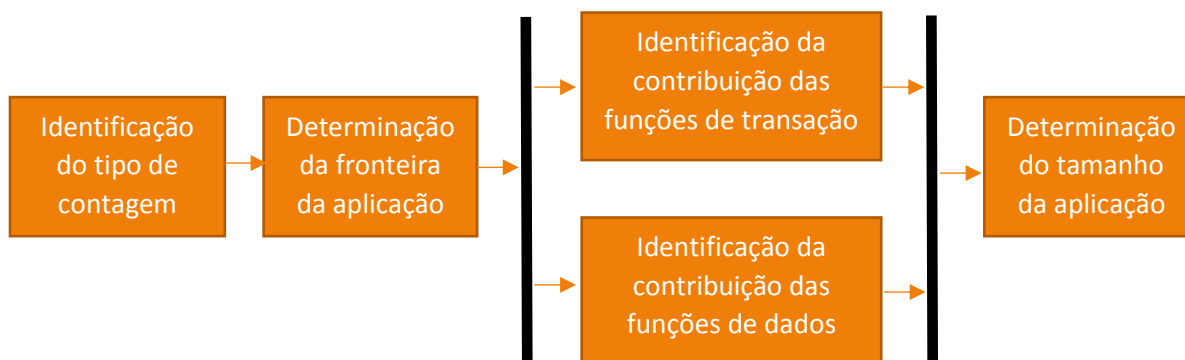 Identificação
do tipo de
contagem
Determinação
da fronteira
da aplicação
Identificação da
contribuição das
funções de transação
Identificação da
contribuição das
funções de dados
Determinação
do tamanho
da aplicação